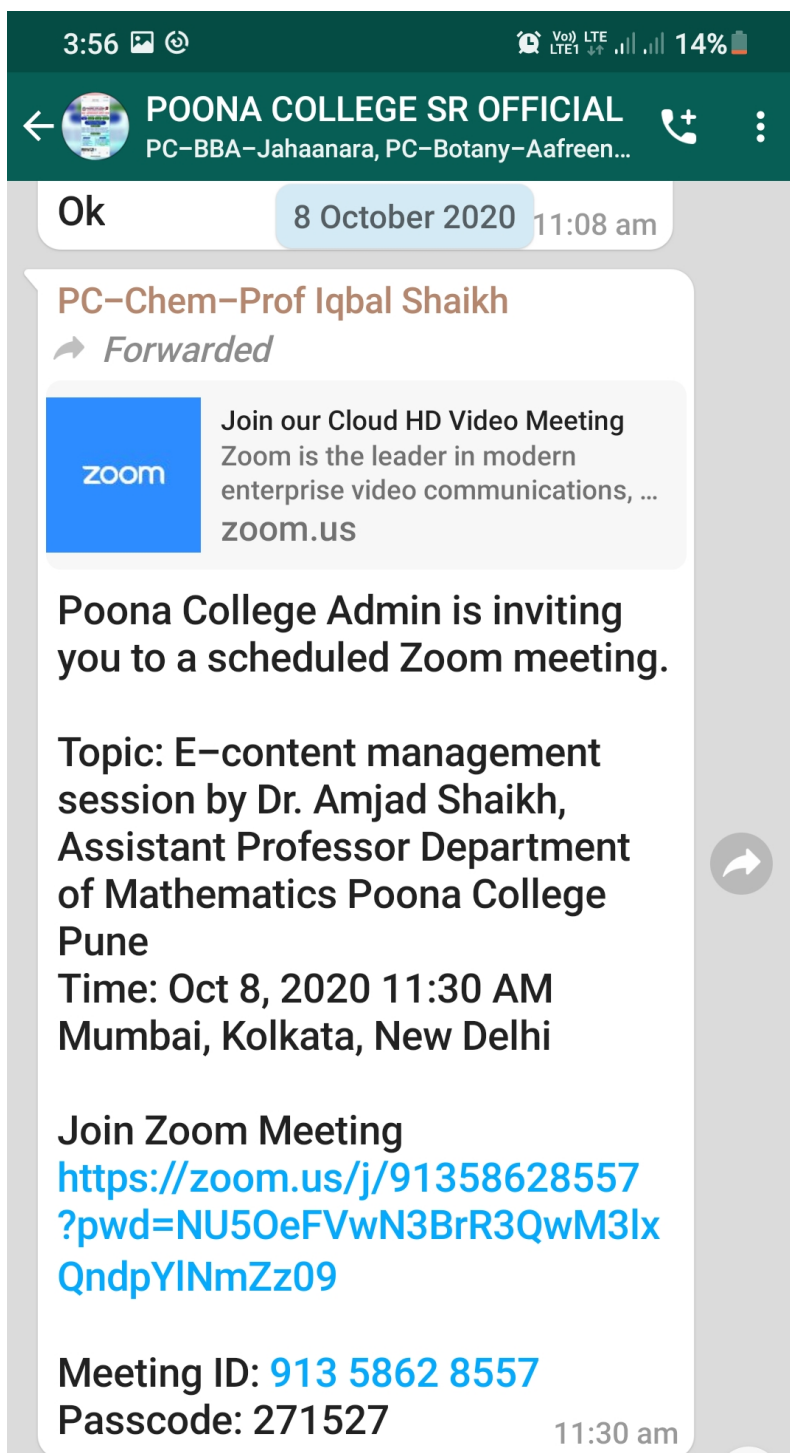 3:56 Vo)) LTE LTE1 14%
POONA COLLEGE SR OFFICIAL
PC-BBA-Jahaanara, PC-Botany-Aafreen...
Ok 8 October 2020 11:08 am
PC-Chem-Prof Iqbal Shaikh
Forwarded
zoom
Join our Cloud HD Video Meeting
Zoom is the leader in modern
enterprise video communications, ...
zoom.us
Poona College Admin is inviting
you to a scheduled Zoom meeting.
Topic: E-content management
session by Dr. Amjad Shaikh,
Assistant Professor Department
of Mathematics Poona College
Pune
Time: Oct 8, 2020 11:30 AM
Mumbai, Kolkata, New Delhi
Join Zoom Meeting
https://zoom.us/j/91358628557
?pwd=NU5OeFVwN3BrR3QwM3lx
QndpYlNmZz09
Meeting ID: 913 5862 8557
Passcode: 271527
11:30 am